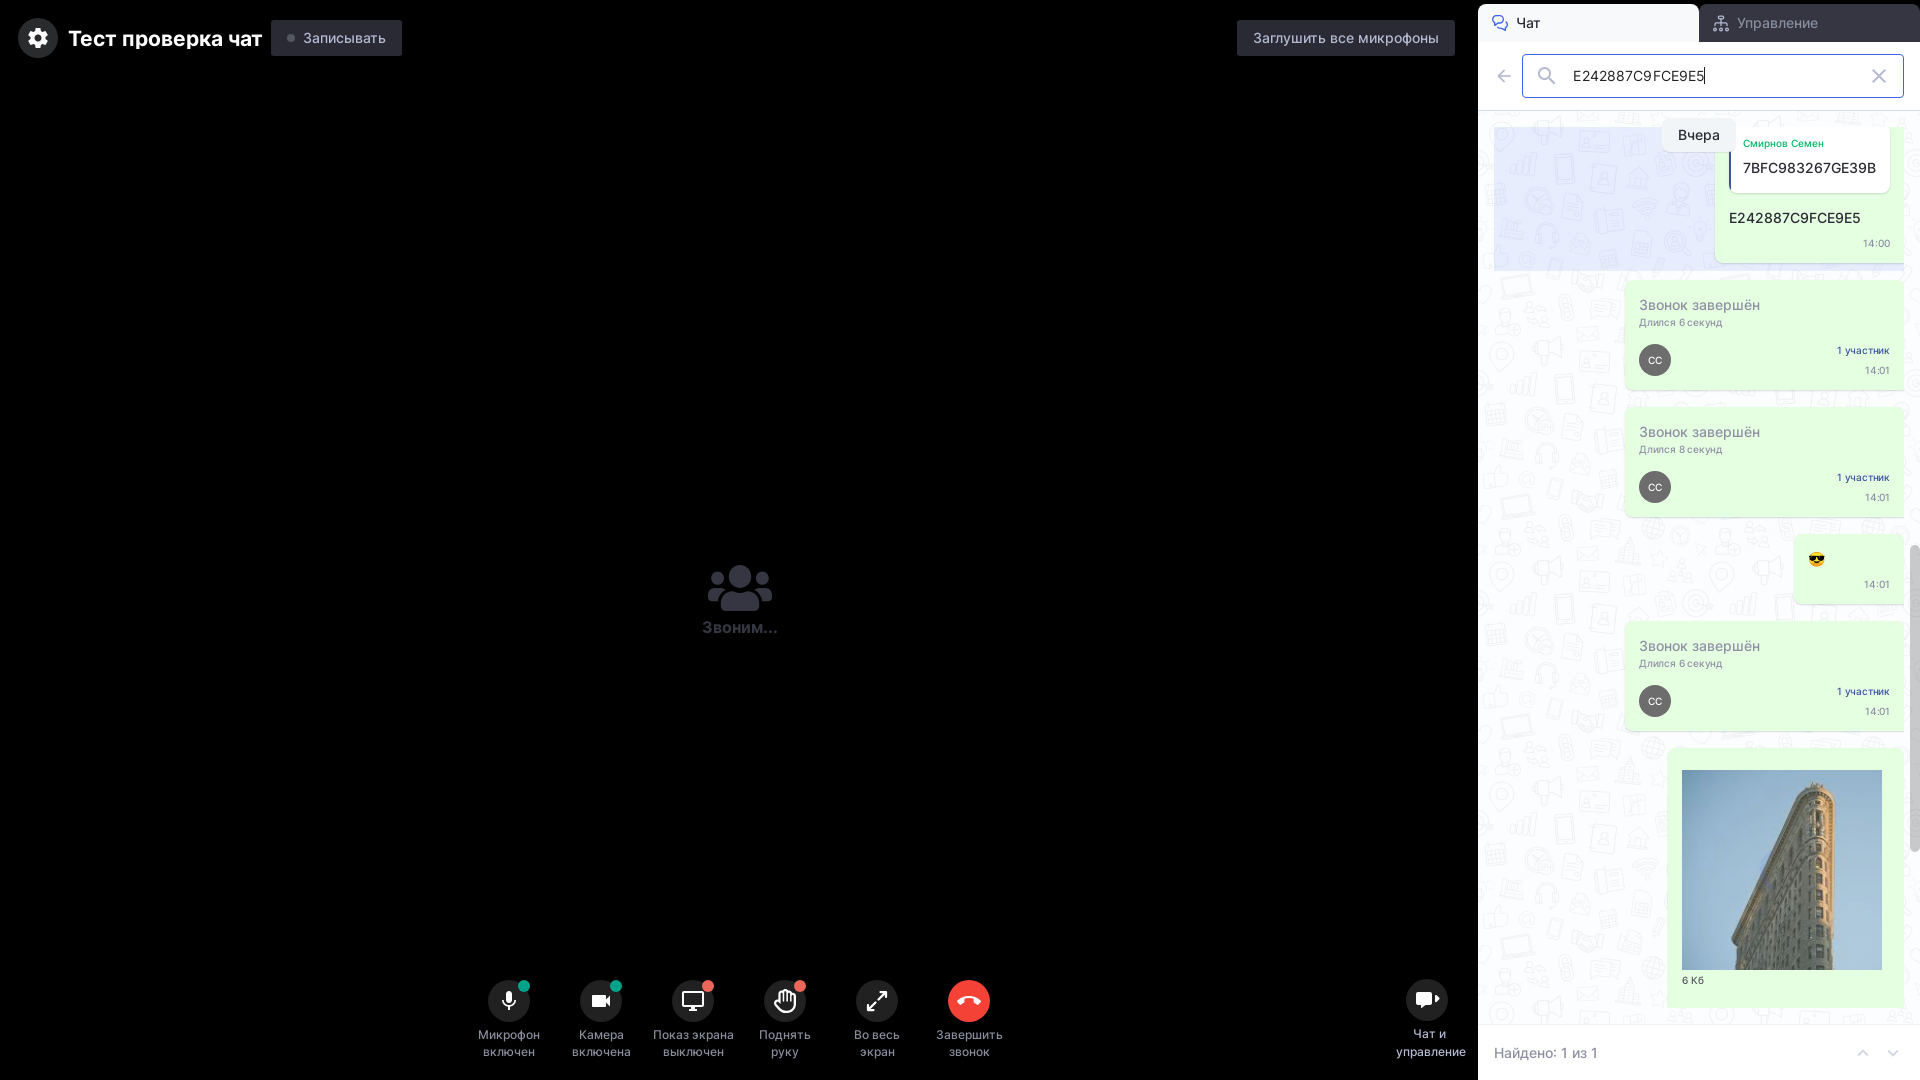 Тест проверка чат
Записывать
Заглушить все микрофоны
Чат
Управление
E242887C9FCE9E5
Вчера
Смирнов Семен
7BFC983267GE39B
E242887C9FCE9E5
14:00
Звонок завершён
Длился 6 секунд
СС
1 участник
14:01
Звонок завершён
Длился 8 секунд
СС
1 участник
14:01
14:01
Звонок завершён
Длился 6 секунд
СС
1 участник
14:01
6 Кб
Звоним...
Микрофон
включен
Камера
включена
Показ экрана
выключен
Поднять
руку
Во весь
экран
Завершить
звонок
Чат и
управление
Найдено: 1 из 1